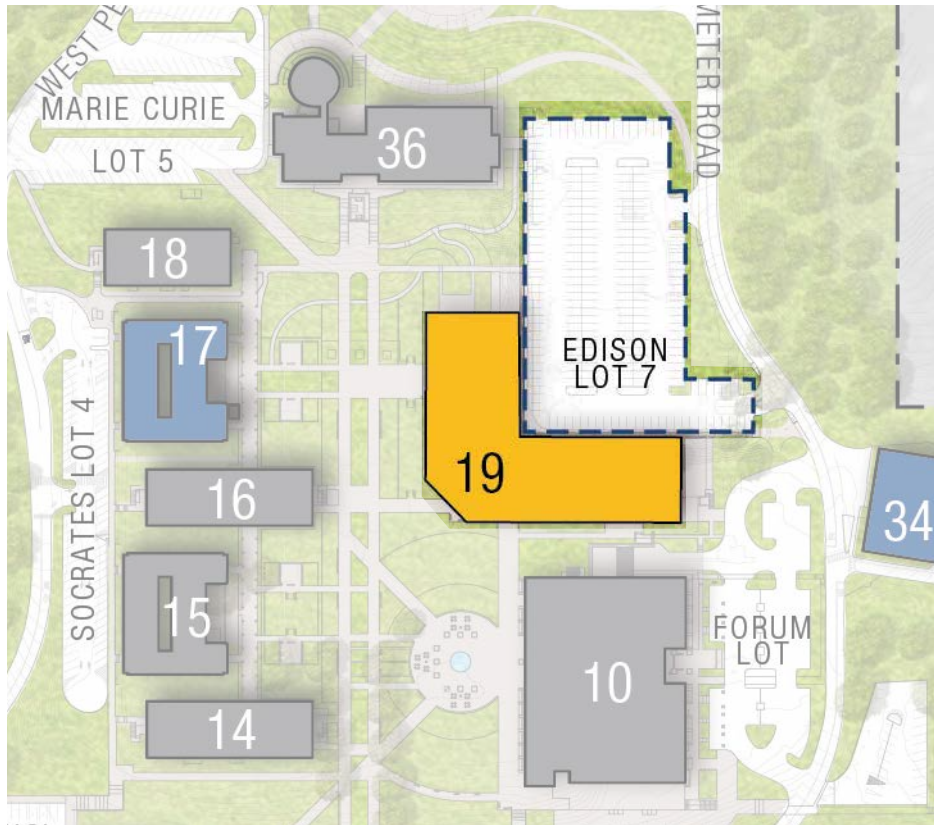 WEST PE
MARIE CURIE
LOT 5
36
METER ROAD
18
17
EDISON
LOT 7
SOCRATES LOT 4
16
19
34
15
FORUM
LOT
10
14